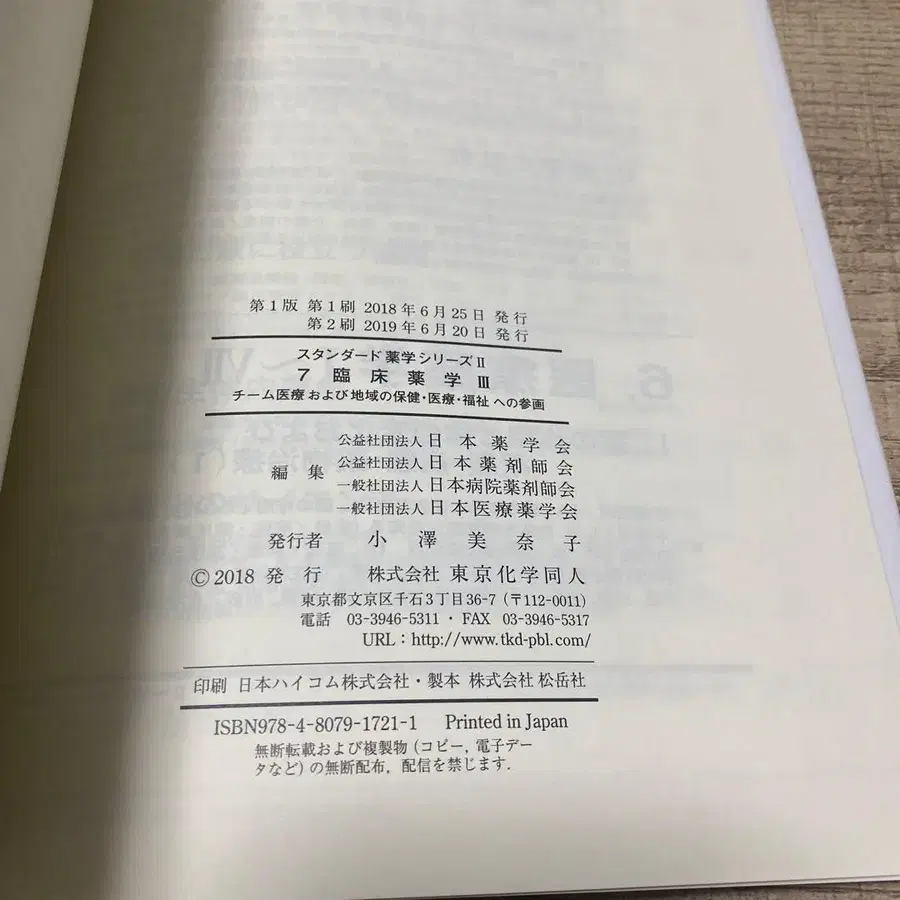 第1版 第1刷 2018年6月25日 発行
第2刷 2019年6月20日 発行
スタンダード薬学シリーズⅡ
7 臨床薬学Ⅲ
チーム医療および地域の保健・医療・福祉への参画
公益社団法人 日本薬学会
公益社団法人 日本薬剤師会
編集
一般社団法人 日本病院薬剤師会
一般社団法人 日本医療薬学会
発行者 小澤美奈子
© 2018 発行 株式会社 東京化学同人
東京都文京区千石3丁目36-7(〒112-0011)
電話 03-3946-5311・FAX 03-3946-5317
URL:http://www.tkd-pbl.com/
印刷 日本ハイコム株式会社・製本 株式会社松岳社
ISBN978-4-8079-1721-1 Printed in Japan
無断転載および複製物(コピー,電子デー
タなど)の無断配布,配信を禁じます.